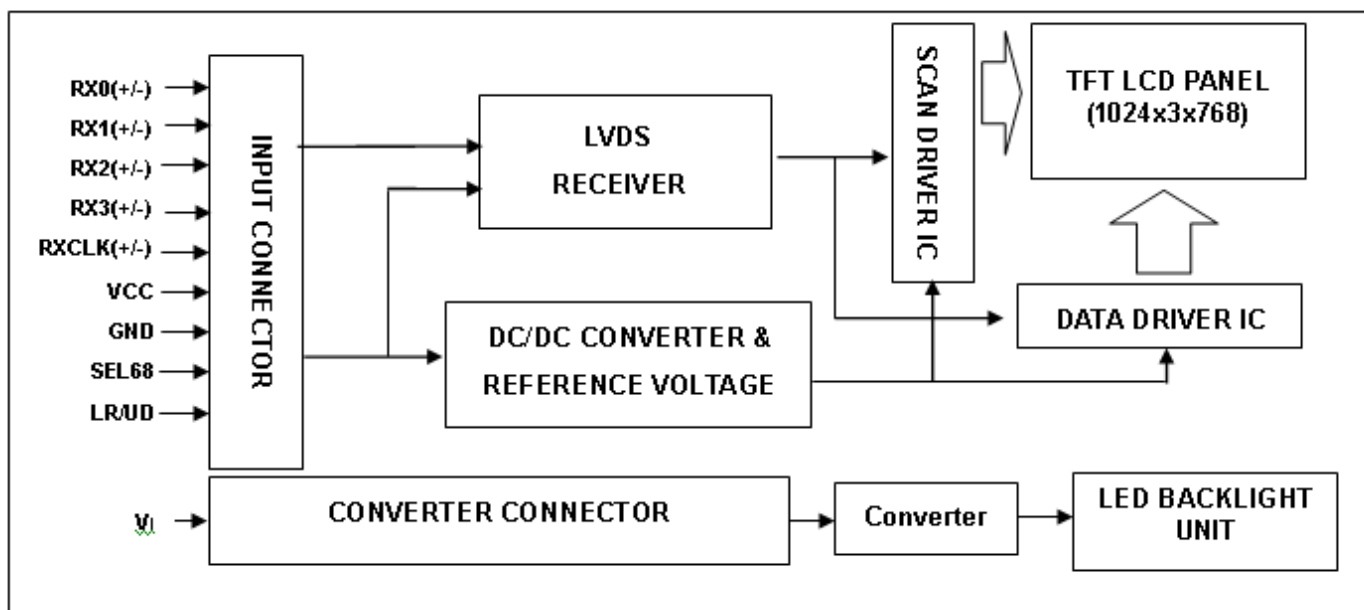 RX0(+/-)
RX1(+/-)
RX2(+/-)
RX3(+/-)
RXCLK(+/-)
VCC
GND
SEL68
LR/UD
INPUT CONNECTOR
LVDS
RECEIVER
DC/DC CONVERTER &
REFERENCE VOLTAGE
SCAN DRIVER IC
TFT LCD PANEL
(1024x3x768)
DATA DRIVER IC
VI
CONVERTER CONNECTOR
Converter
LED BACKLIGHT
UNIT